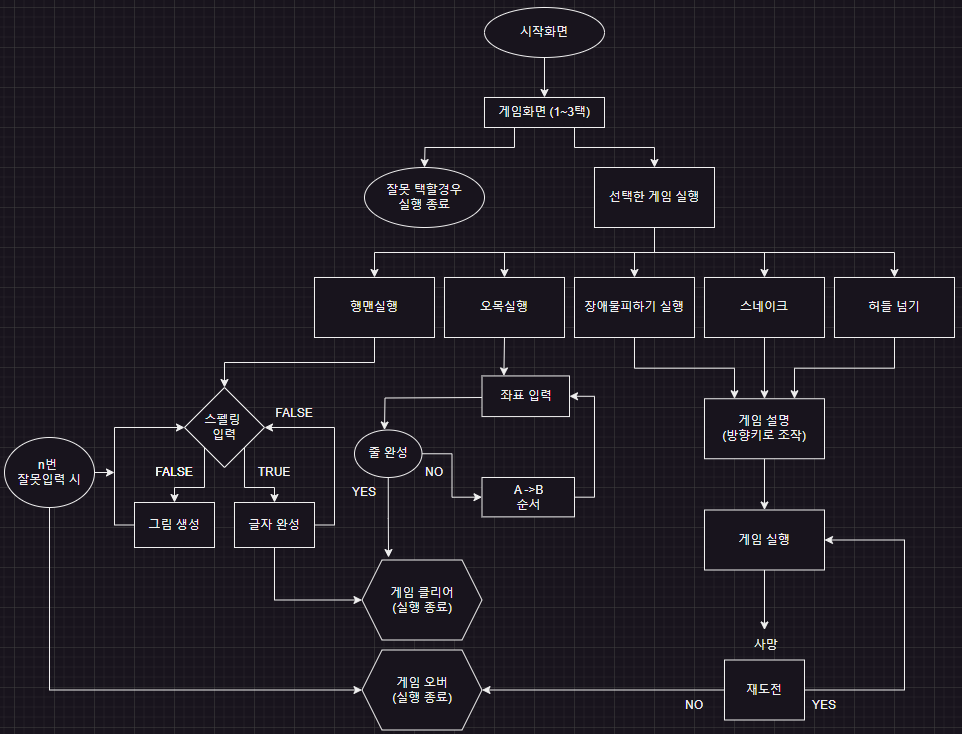 시작화면
게임화면 (1~3택)
잘못 택할경우
실행 종료
선택한 게임 실행
행맨실행
오목실행
장애물피하기 실행
스네이크
허들 넘기
스펠링
입력
FALSE
FALSE
TRUE
n번
잘못입력 시
그림 생성
글자 완성
좌표 입력
줄 완성
NO
YES
A->B
순서
게임 클리어
(실행 종료)
게임 오버
(실행 종료)
게임 설명
(방향키로 조작)
게임 실행
사망
재도전
NO
YES